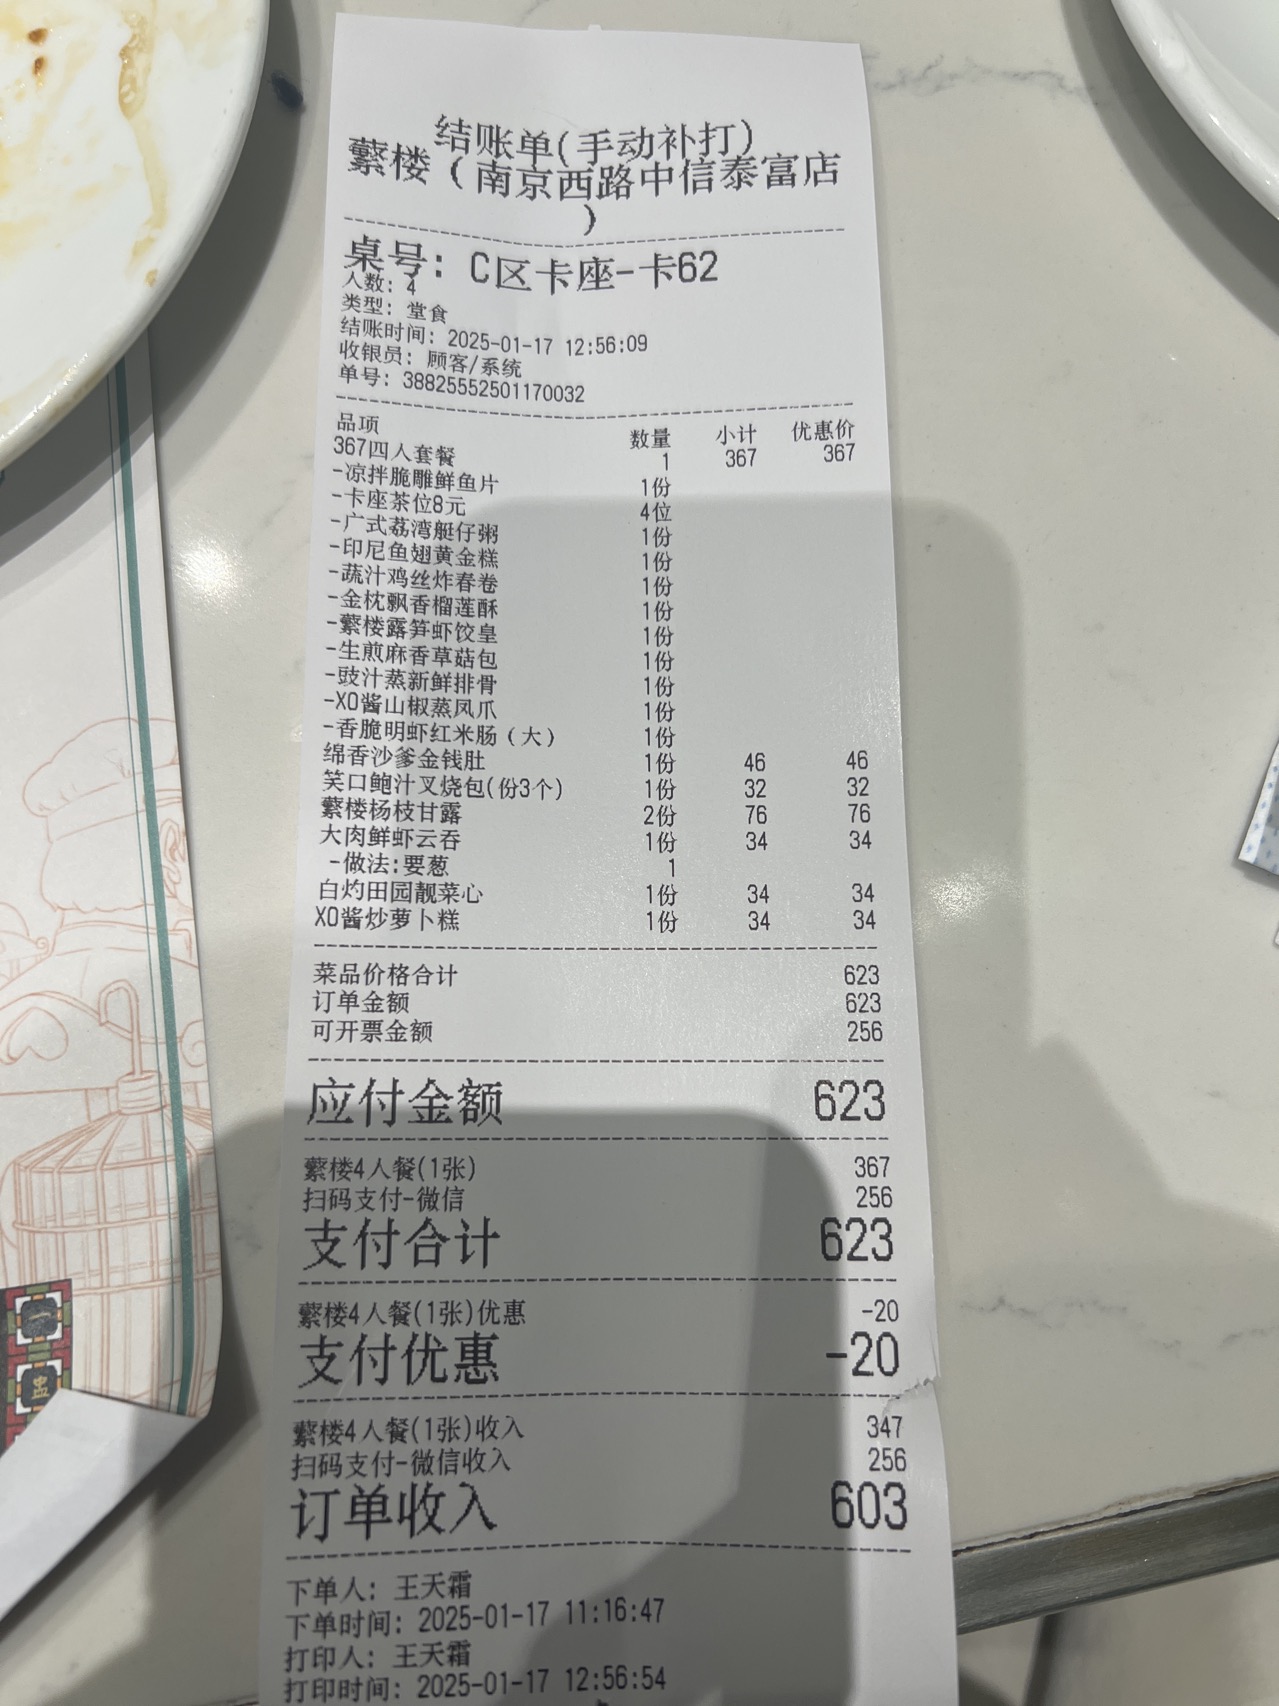 结账单(手动补打)
蘩楼（南京西路中信泰富店
）
桌号：C区卡座-卡62
人数：4
类型：堂食
结账时间：2025-01-17 12:56:09
收银员：顾客/系统
单号：38825552501170032
品项 数量 小计 优惠价
367四人套餐 1 367 367
-凉拌脆雕鲜鱼片 1份
-卡座茶位8元 4位
-广式荔湾艇仔粥 1份
-印尼鱼翅黄金糕 1份
-蔬汁鸡丝炸春卷 1份
-金枕飘香榴莲酥 1份
-蘩楼露笋虾饺皇 1份
-生煎麻香草菇包 1份
-豉汁蒸新鲜排骨 1份
-XO酱山椒蒸凤爪 1份
-香脆明虾红米肠（大） 1份
绵香沙爹金钱肚 1份 46 46
笑口鲍汁叉烧包(份3个) 1份 32 32
蘩楼杨枝甘露 2份 76 76
大肉鲜虾云吞 1份 34 34
-做法:要葱 1
白灼田园靓菜心 1份 34 34
XO酱炒萝卜糕 1份 34 34
菜品价格合计 623
订单金额 623
可开票金额 256
应付金额 623
蘩楼4人餐(1张) 367
扫码支付-微信 256
支付合计 623
蘩楼4人餐(1张)优惠 -20
支付优惠 -20
蘩楼4人餐(1张)收入 347
扫码支付-微信收入 256
订单收入 603
下单人：王天霜
下单时间：2025-01-17 11:16:47
打印人：王天霜
打印时间：2025-01-17 12:56:54